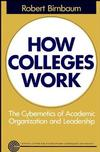 Robert Birnbaum
HOW
COLLEGES
WORK
The Cybernetics of Academic
Organization and Leadership